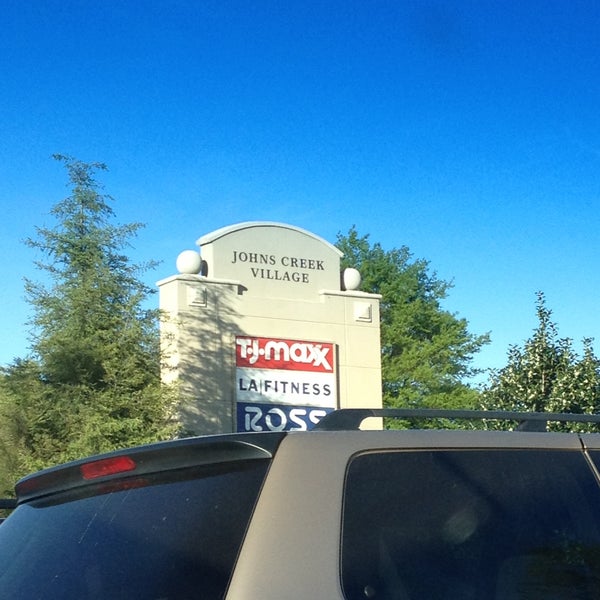 JOHNS CREEK
VILLAGE
T•J•maxx
LA|FITNESS
ROSS